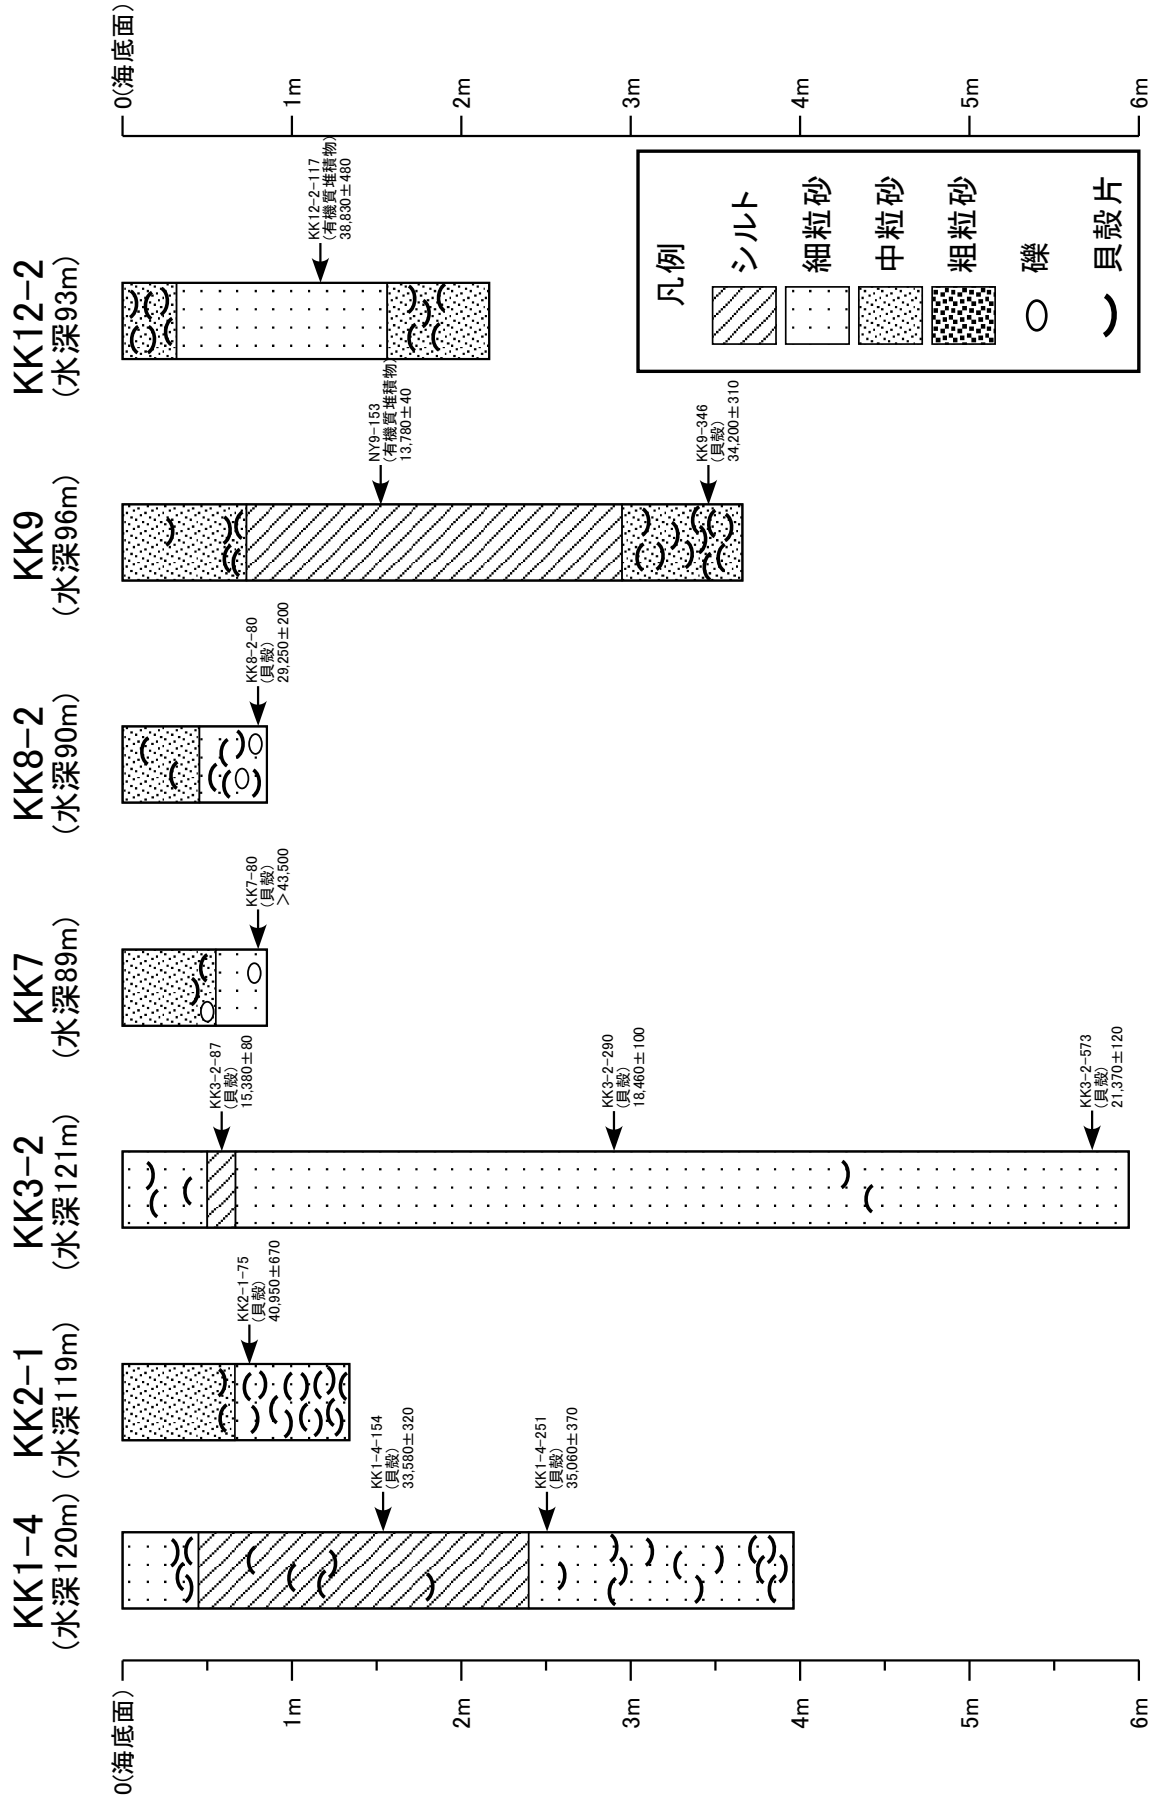 KK1-4
(水深120m)
KK2-1
(水深119m)
KK3-2
(水深121m)
KK7
(水深89m)
KK8-2
(水深90m)
KK9
(水深96m)
KK12-2
(水深93m)
0(海底面)
1m
2m
3m
4m
5m
6m
KK1-4-154
(貝殻)
33,580±320
KK1-4-251
(貝殻)
35,060±370
KK2-1-75
(貝殻)
40,950±670
KK3-2-87
(貝殻)
15,380±80
KK3-2-290
(貝殻)
18,460±100
KK3-2-573
(貝殻)
21,370±120
KK7-80
(貝殻)
＞43,500
KK8-2-80
(貝殻)
29,250±200
NY9-153
(有機質堆積物)
13,780±40
KK9-346
(貝殻)
34,200±310
KK12-2-117
(有機質堆積物)
38,830±480
0(海底面)
1m
2m
3m
4m
5m
6m
凡例
シルト
細粒砂
中粒砂
粗粒砂
礫
貝殻片